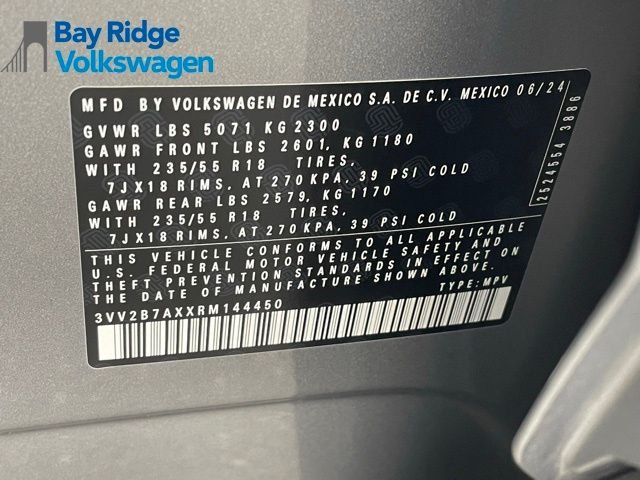 Bay Ridge
Volkswagen
MFD BY VOLKSWAGEN DE MEXICO S.A. DE C.V. MEXICO 06/24
GVWR LBS 5071 KG 2300
GAWR FRONT LBS 2601, KG 1180
WITH 235/55 R18 TIRES,
7JX18 RIMS, AT 270 KPA, 39 PSI COLD
GAWR REAR LBS 2579, KG 1170
WITH 235/55 R18 TIRES,
7JX18 RIMS, AT 270 KPA, 39 PSI COLD
THIS VEHICLE CONFORMS TO ALL APPLICABLE
U.S. FEDERAL MOTOR VEHICLE SAFETY AND
THEFT PREVENTION STANDARDS IN EFFECT ON
THE DATE OF MANUFACTURE SHOWN ABOVE.
3VV2B7AXXRM144450 TYPE: MPV
2524554 3886